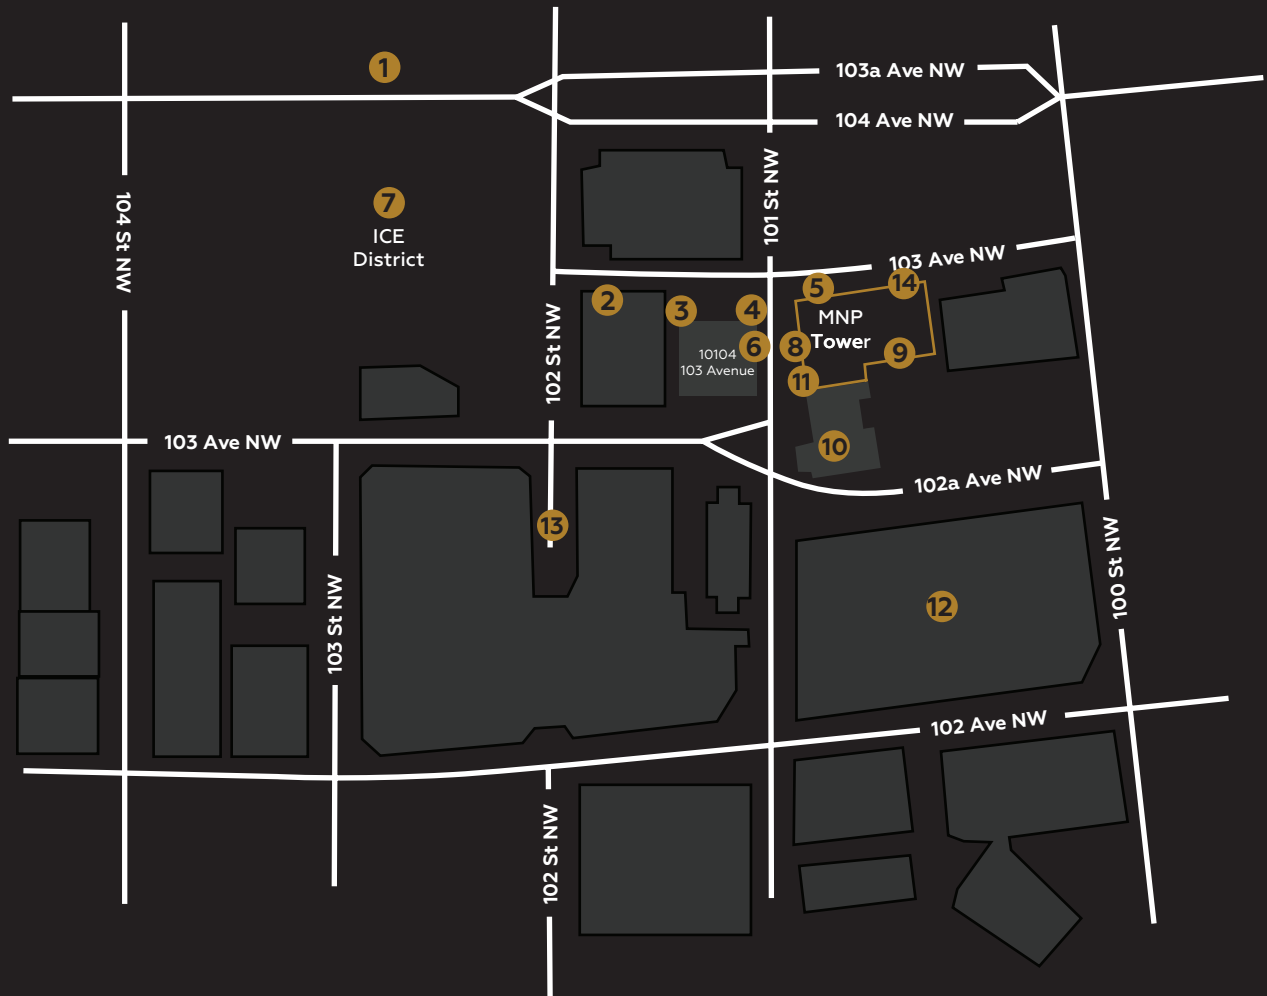 1
103a Ave NW
104 Ave NW
104 St NW
7
ICE
District
101 St NW
103 Ave NW
102 St NW
2
3
4
5
14
MNP
Tower
6
8
9
10104
103 Avenue
11
103 Ave NW
10
102a Ave NW
13
100 St NW
103 St NW
12
102 Ave NW
102 St NW